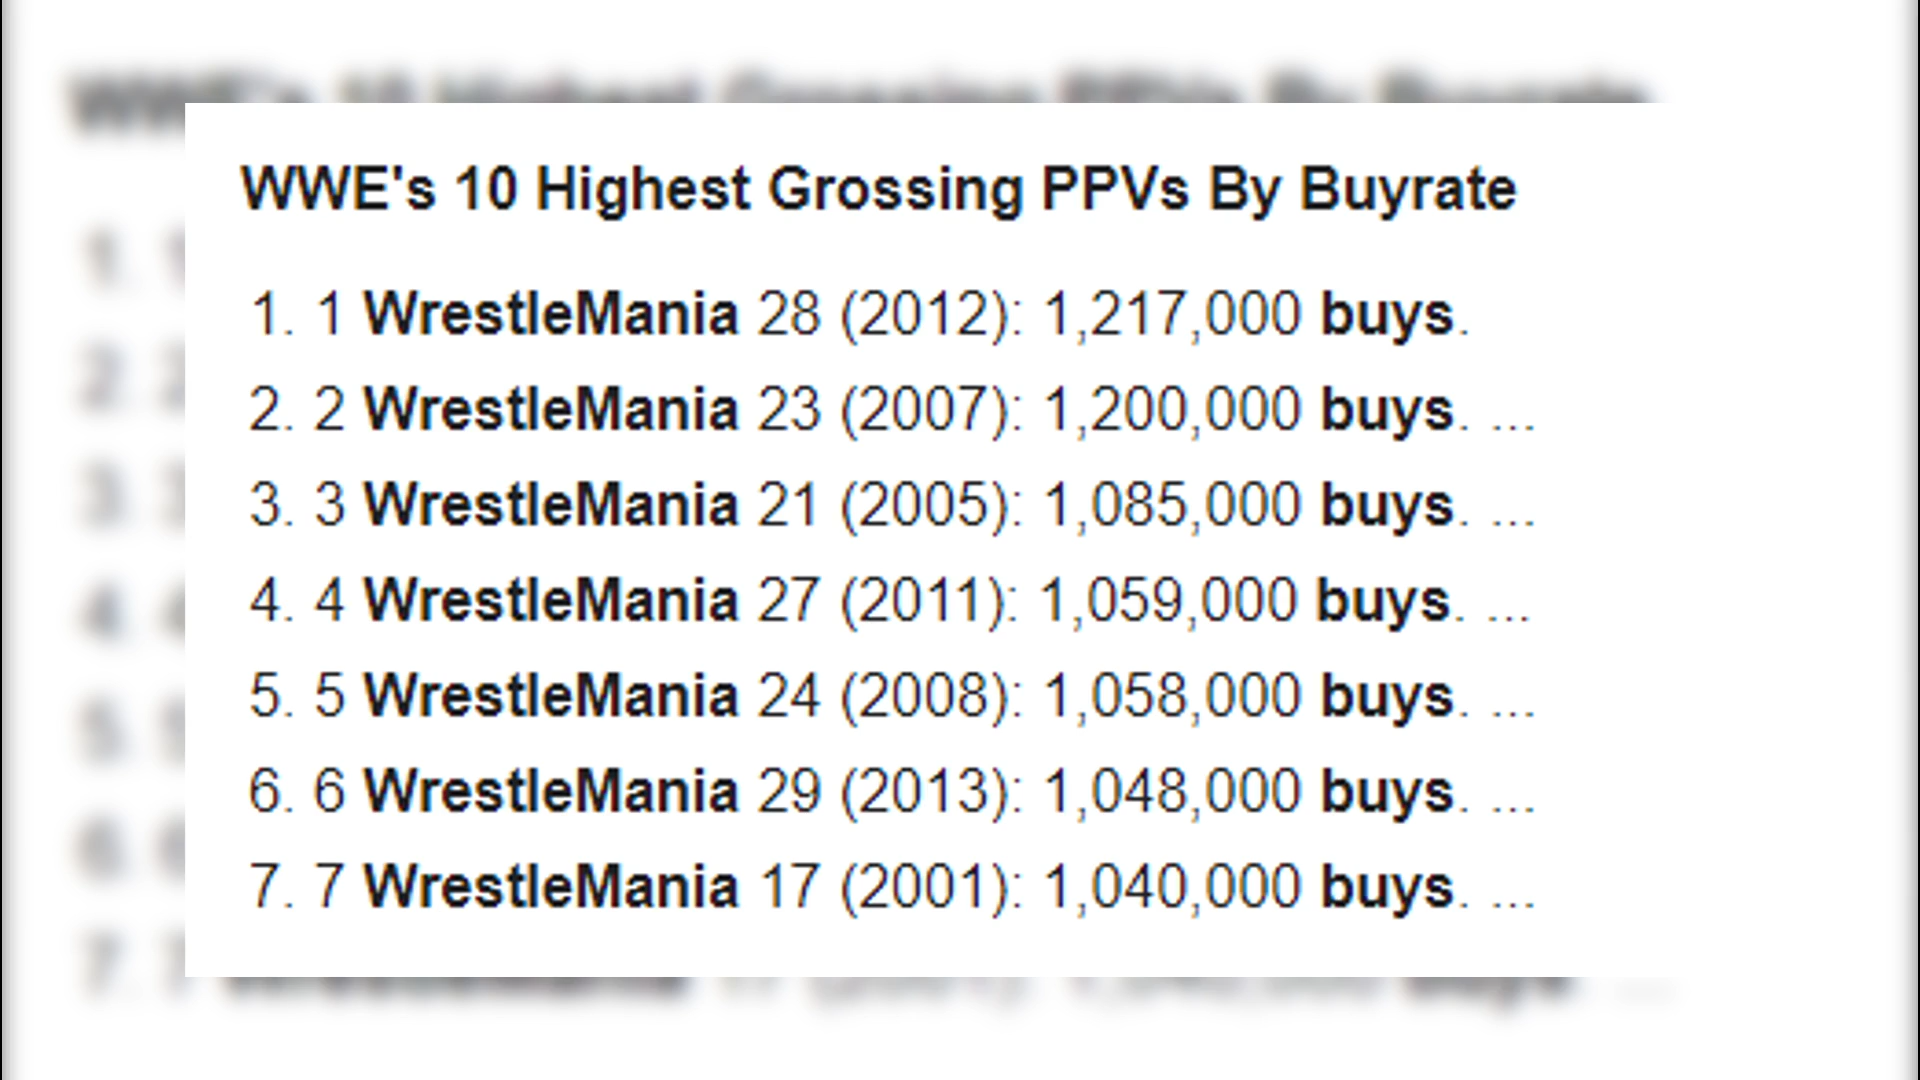 WWE's 10 Highest Grossing PPVs By Buyrate
1. 1 WrestleMania 28 (2012): 1,217,000 buys.
2. 2 WrestleMania 23 (2007): 1,200,000 buys. ...
3. 3 WrestleMania 21 (2005): 1,085,000 buys. ...
4. 4 WrestleMania 27 (2011): 1,059,000 buys. ...
5. 5 WrestleMania 24 (2008): 1,058,000 buys. ...
6. 6 WrestleMania 29 (2013): 1,048,000 buys. ...
7. 7 WrestleMania 17 (2001): 1,040,000 buys. ...